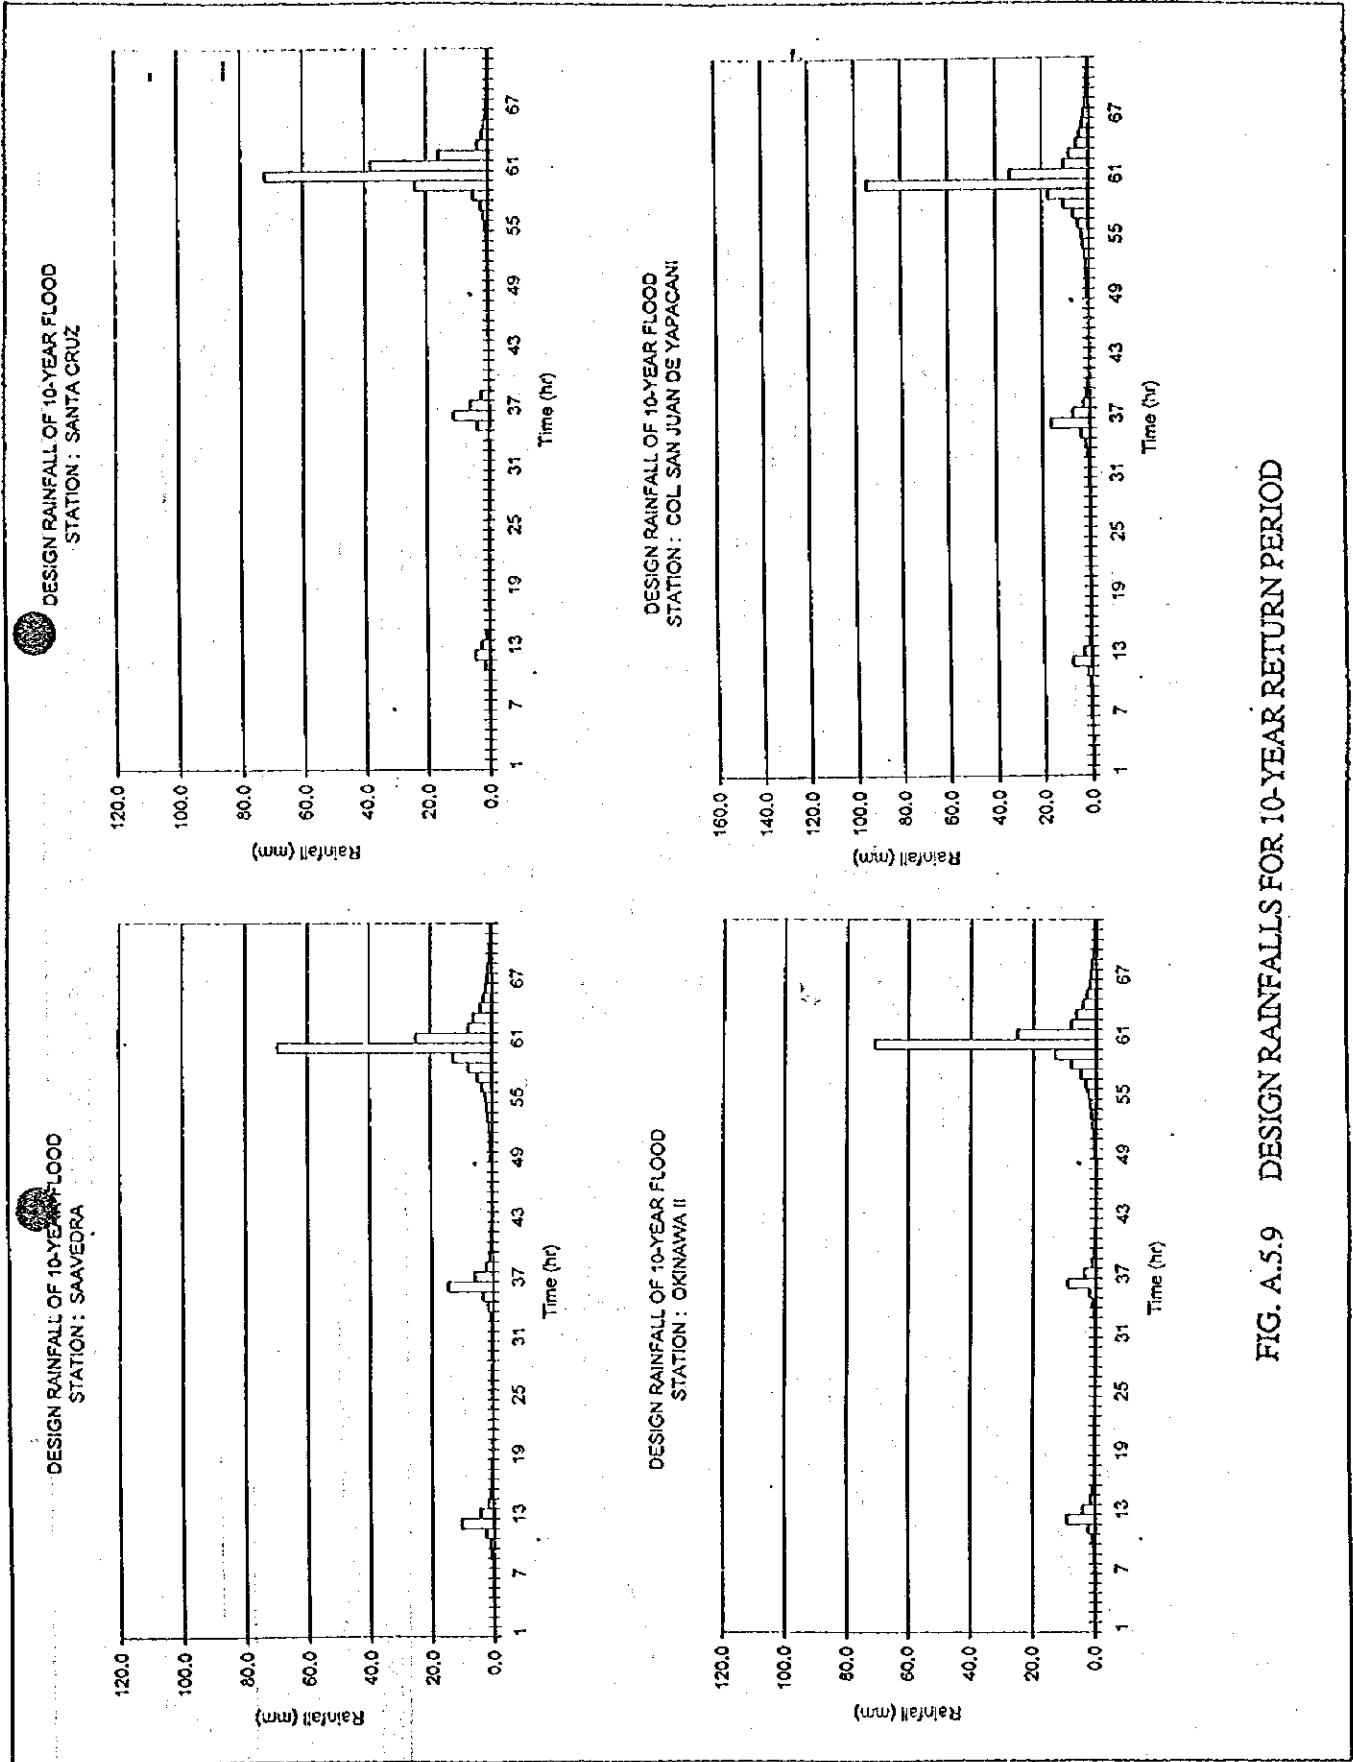 DESIGN RAINFALL OF 10-YEAR FLOOD
STATION : SAAVEDRA
Rainfall (mm)
120.0
100.0
80.0
60.0
40.0
20.0
0.0
1 7 13 19 25 31 37 43 49 55 61 67
Time (hr)
DESIGN RAINFALL OF 10-YEAR FLOOD
STATION : SANTA CRUZ
Rainfall (mm)
120.0
100.0
80.0
60.0
40.0
20.0
0.0
1 7 13 19 25 31 37 43 49 55 61 67
Time (hr)
DESIGN RAINFALL OF 10-YEAR FLOOD
STATION : OKINAWA II
Rainfall (mm)
120.0
100.0
80.0
60.0
40.0
20.0
0.0
1 7 13 19 25 31 37 43 49 55 61 67
Time (hr)
DESIGN RAINFALL OF 10-YEAR FLOOD
STATION : COL SAN JUAN DE YAPACANI
Rainfall (mm)
160.0
140.0
120.0
100.0
80.0
60.0
40.0
20.0
0.0
1 7 13 19 25 31 37 43 49 55 61 67
Time (hr)
FIG. A.5.9 DESIGN RAINFALLS FOR 10-YEAR RETURN PERIOD